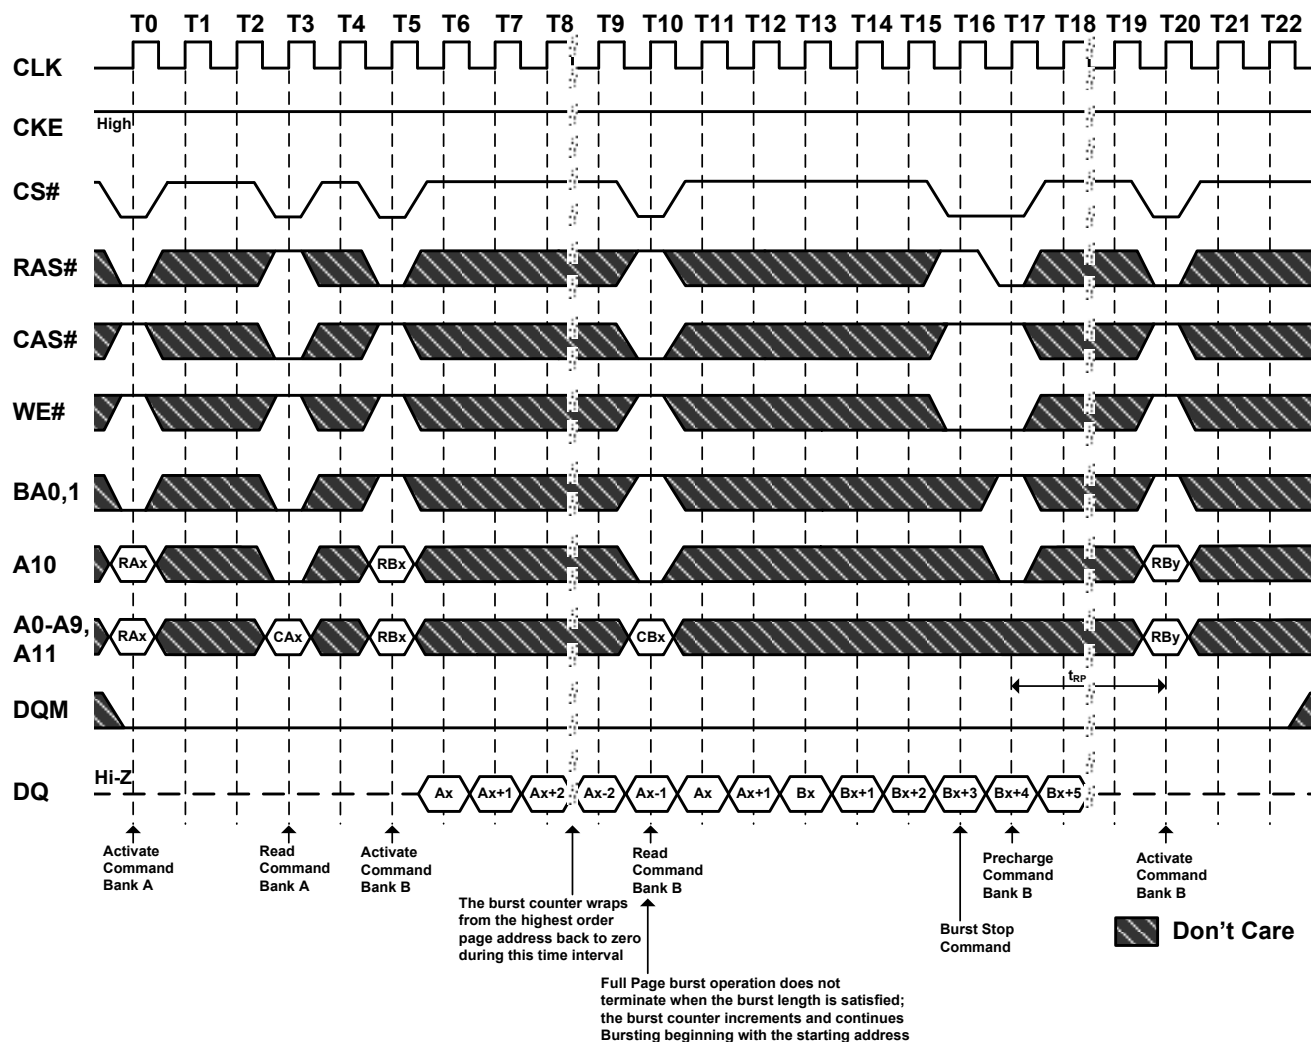 T0 T1 T2 T3 T4 T5 T6 T7 T8 T9 T10 T11 T12 T13 T14 T15 T16 T17 T18 T19 T20 T21 T22
CLK
CKE
High
CS#
RAS#
CAS#
WE#
BA0,1
A10
RAx RBx RBy
A0-A9,
A11
RAx CAx RBx CBx RBy
tRP
DQM
Hi-Z
DQ
Ax Ax+1 Ax+2 Ax-2 Ax-1 Ax Ax+1 Bx Bx+1 Bx+2 Bx+3 Bx+4 Bx+5
Activate
Command
Bank A
Read
Command
Bank A
Activate
Command
Bank B
The burst counter wraps
from the highest order
page address back to zero
during this time interval
Read
Command
Bank B
Full Page burst operation does not
terminate when the burst length is satisfied;
the burst counter increments and continues
Bursting beginning with the starting address
Burst Stop
Command
Precharge
Command
Bank B
Activate
Command
Bank B
Don't Care